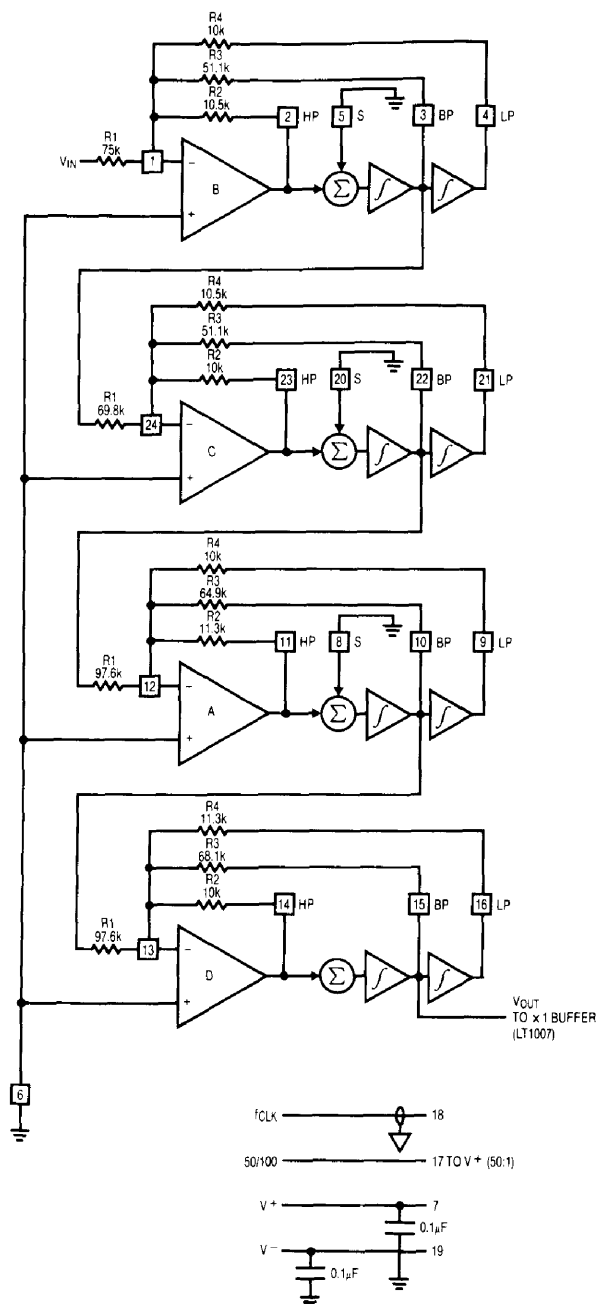 R4
10k
R3
51.1k
R2
10.5k
2 HP
5 S
3 BP
4 LP
R1
75k
VIN
1
−
B
+
Σ
∫
∫
R4
10.5k
R3
51.1k
R2
10k
23 HP
20 S
22 BP
21 LP
R1
69.8k
24
−
C
+
Σ
∫
∫
R4
10k
R3
64.9k
R2
11.3k
11 HP
8 S
10 BP
9 LP
R1
97.6k
12
−
A
+
Σ
∫
∫
R4
11.3k
R3
68.1k
R2
10k
14 HP
15 BP
16 LP
R1
97.6k
13
−
D
+
Σ
∫
∫
VOUT
TO x 1 BUFFER
(LT1007)
6
fCLK 18
50/100 17 TO V+ (50:1)
V+ 7
0.1μF
V− 19
0.1μF